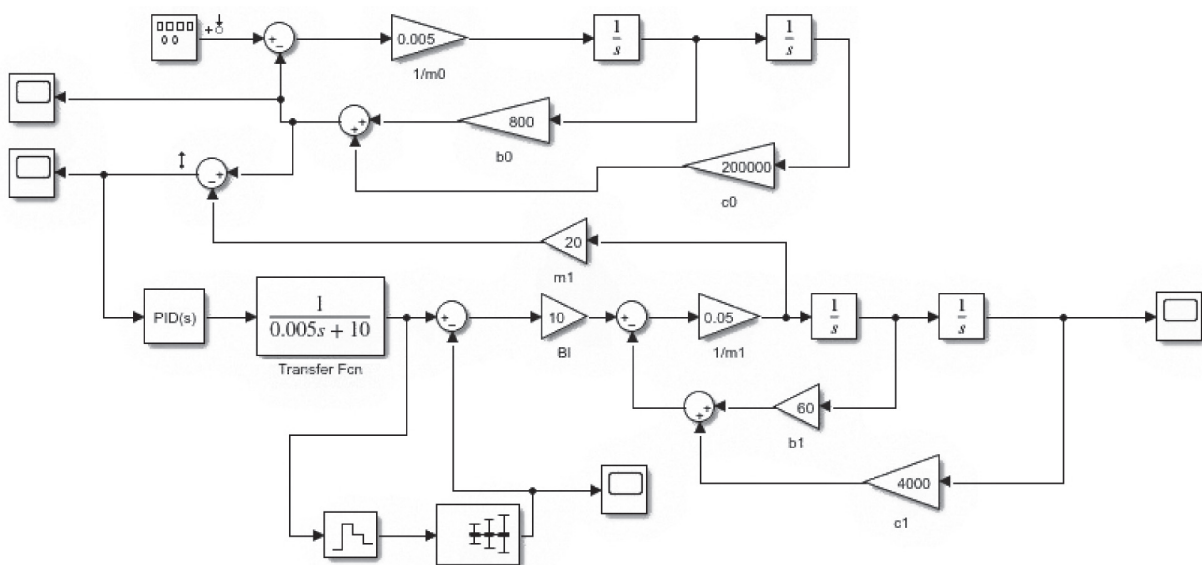 +
+
−
0.005
1/m0
1
s
1
s
800
b0
+
+
200000
c0
−
+
20
m1
PID(s)
1
0.005s + 10
Transfer Fcn
+
−
10
Bl
+
−
0.05
1/m1
1
s
1
s
+
+
60
b1
4000
c1